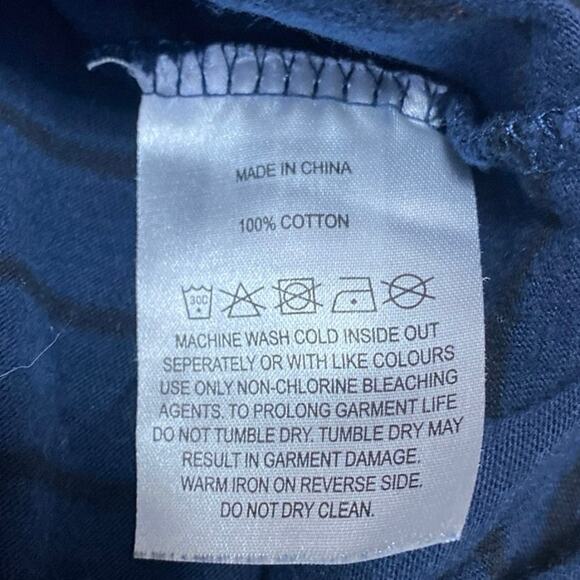 MADE IN CHINA
100% COTTON
30C
MACHINE WASH COLD INSIDE OUT
SEPERATELY OR WITH LIKE COLOURS
USE ONLY NON-CHLORINE BLEACHING
AGENTS. TO PROLONG GARMENT LIFE
DO NOT TUMBLE DRY. TUMBLE DRY MAY
RESULT IN GARMENT DAMAGE.
WARM IRON ON REVERSE SIDE.
DO NOT DRY CLEAN.